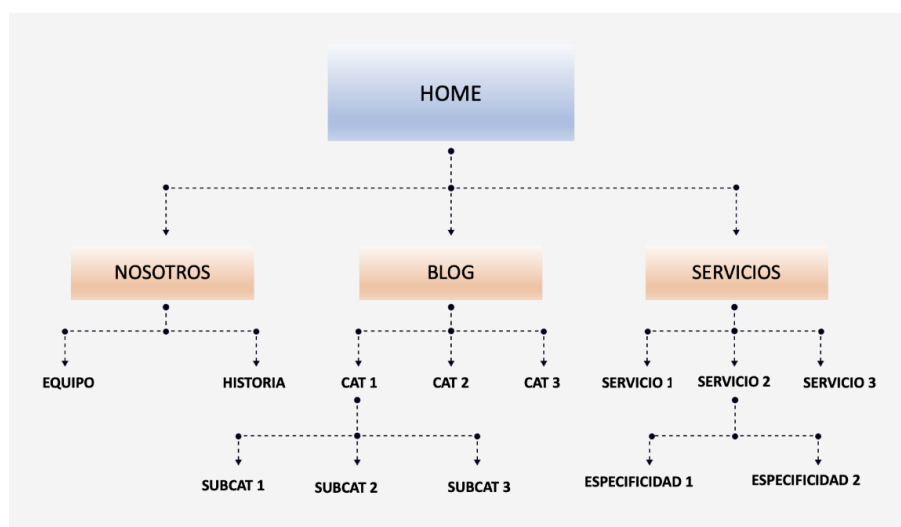 HOME
NOSOTROS
BLOG
SERVICIOS
EQUIPO
HISTORIA
CAT 1
CAT 2
CAT 3
SERVICIO 1
SERVICIO 2
SERVICIO 3
SUBCAT 1
SUBCAT 2
SUBCAT 3
ESPECIFICIDAD 1
ESPECIFICIDAD 2